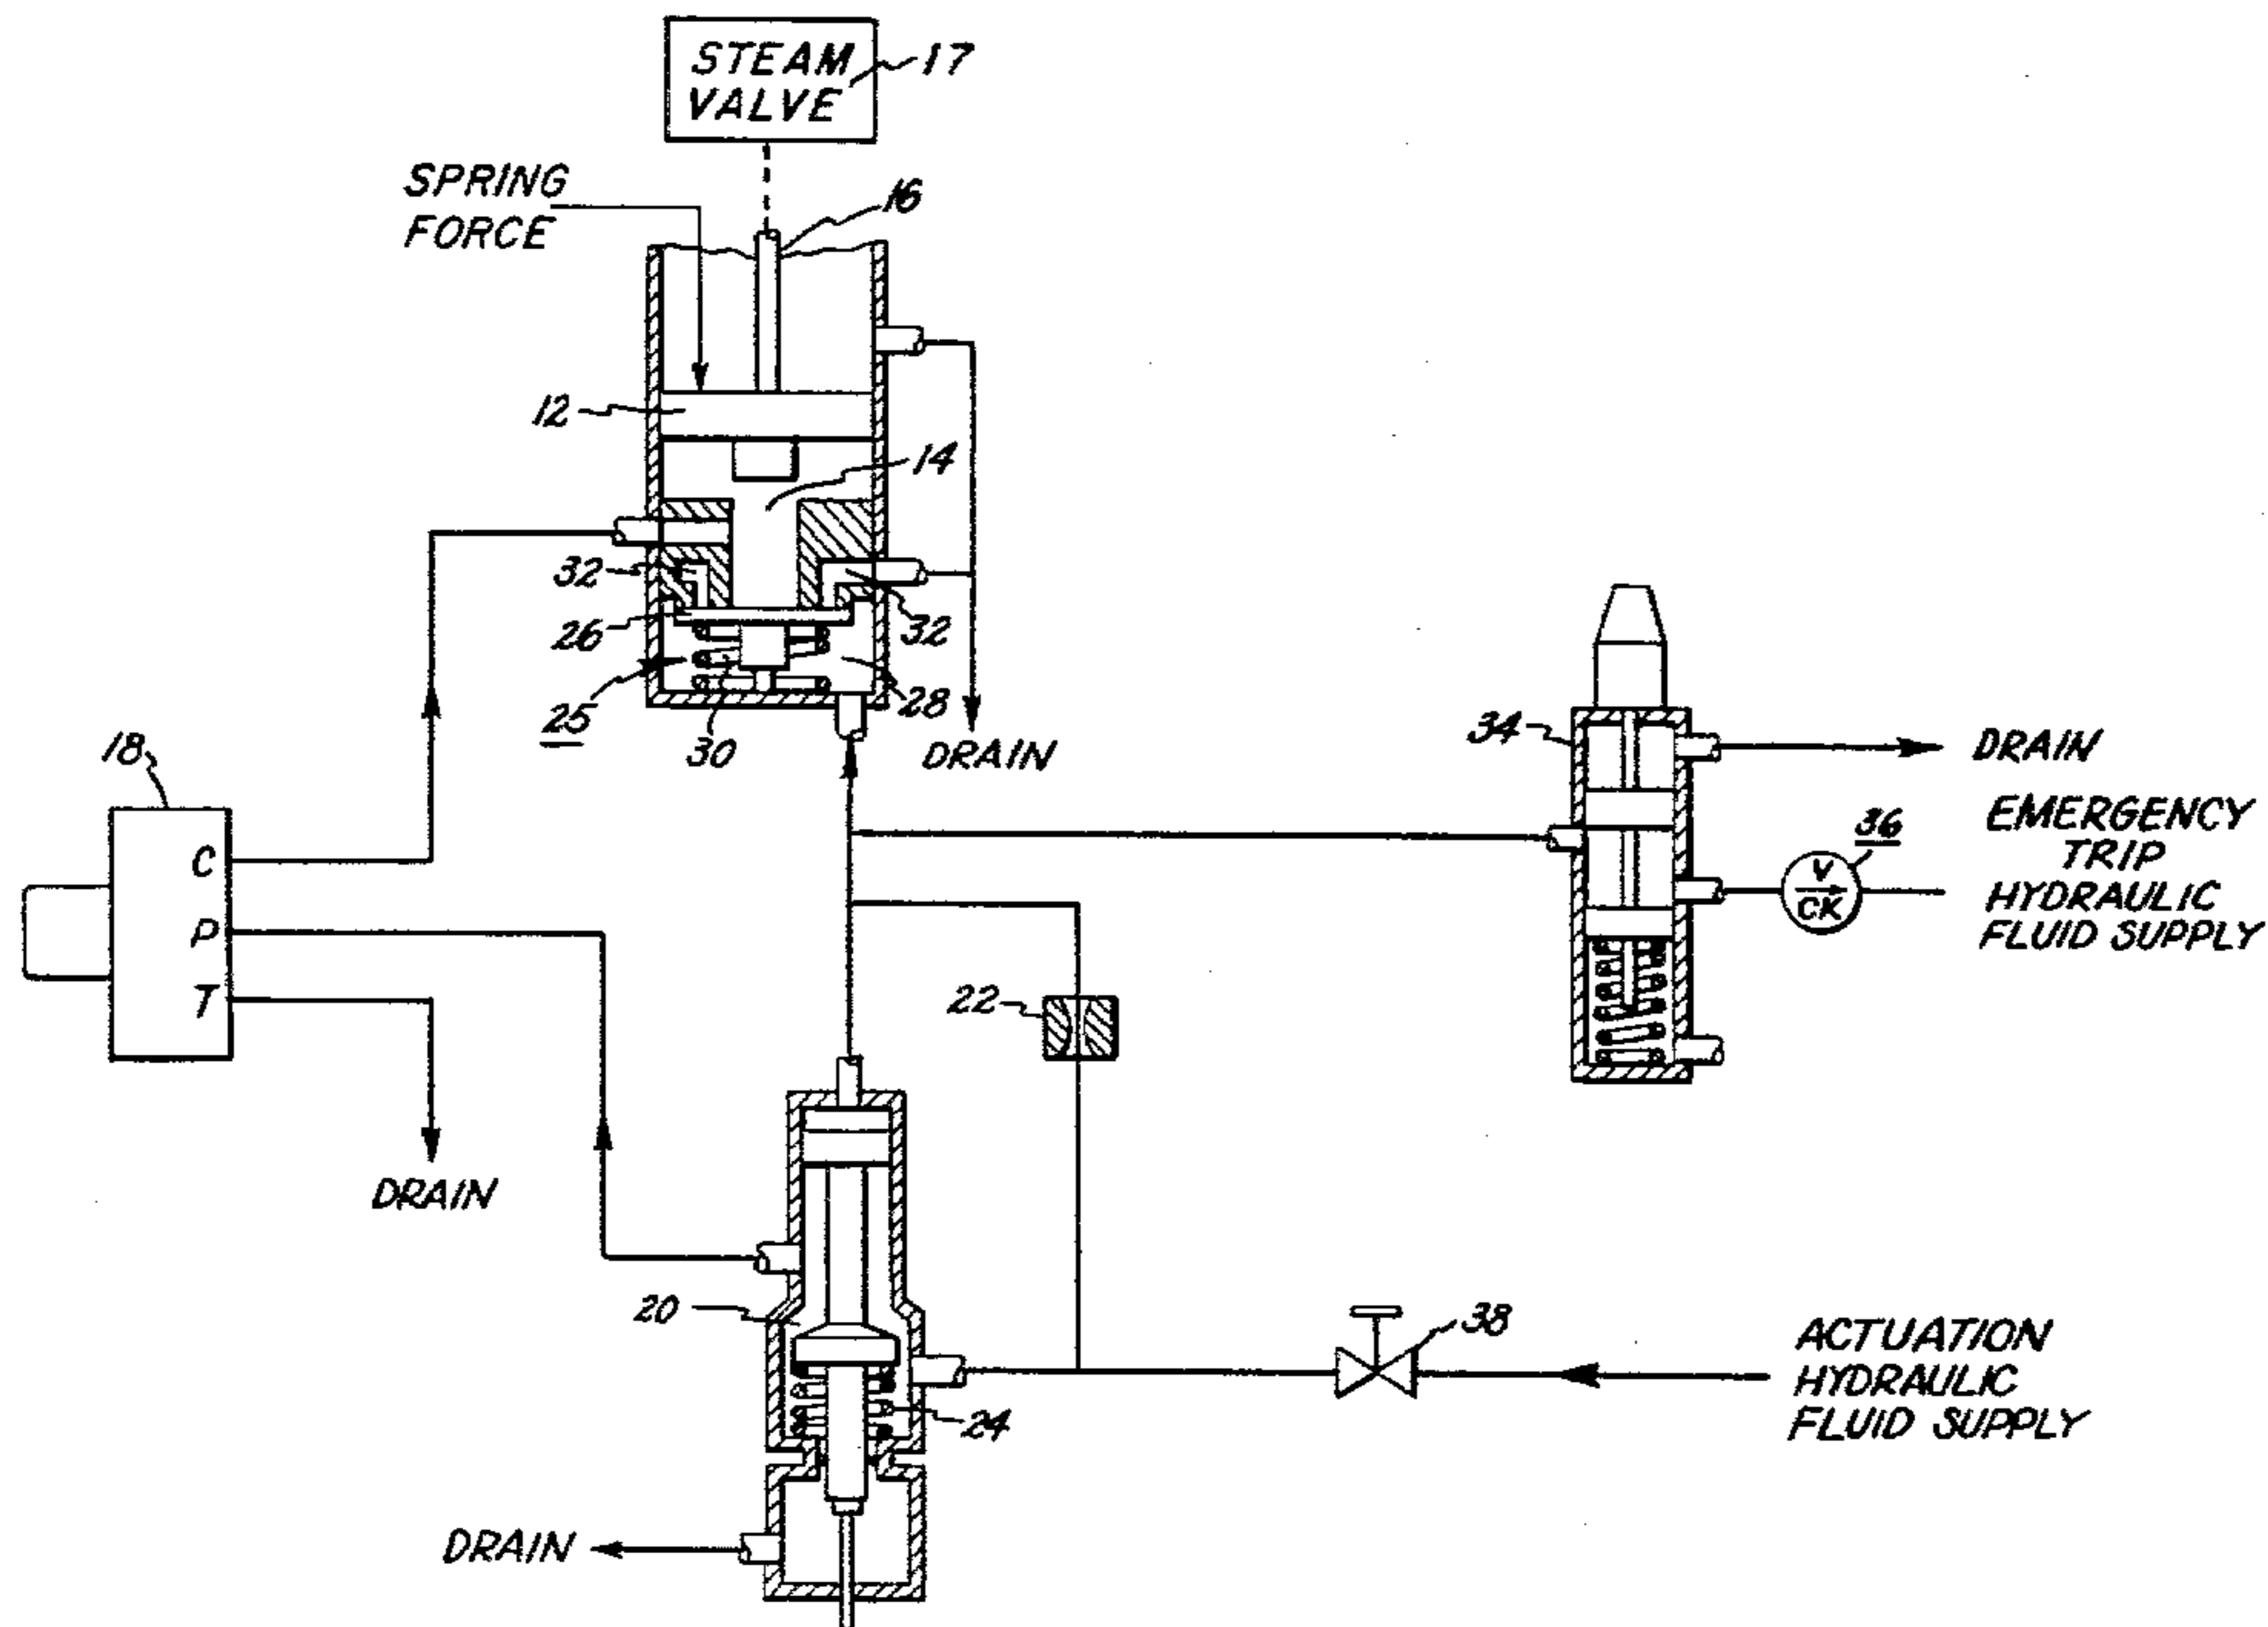 STEAM
VALVE
17
SPRING
FORCE
16
12
14
32
32
26
25
30
28
DRAIN
18
C
P
T
DRAIN
34
DRAIN
36
V
CK
EMERGENCY
TRIP
HYDRAULIC
FLUID SUPPLY
22
20
24
38
ACTUATION
HYDRAULIC
FLUID SUPPLY
DRAIN